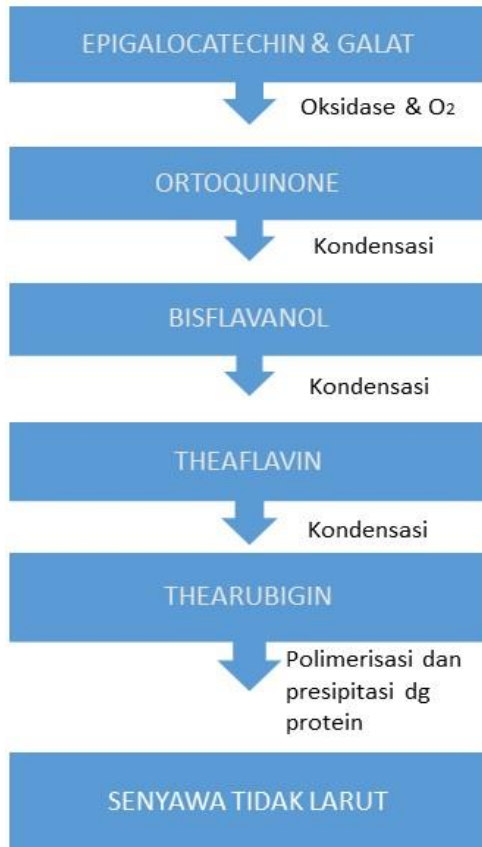 EPIGALOCATECHIN & GALAT
Oksidase & O2
ORTOQUINONE
Kondensasi
BISFLAVANOL
Kondensasi
THEAFLAVIN
Kondensasi
THEARUBIGIN
Polimerisasi dan
presipitasi dg
protein
SENYAWA TIDAK LARUT